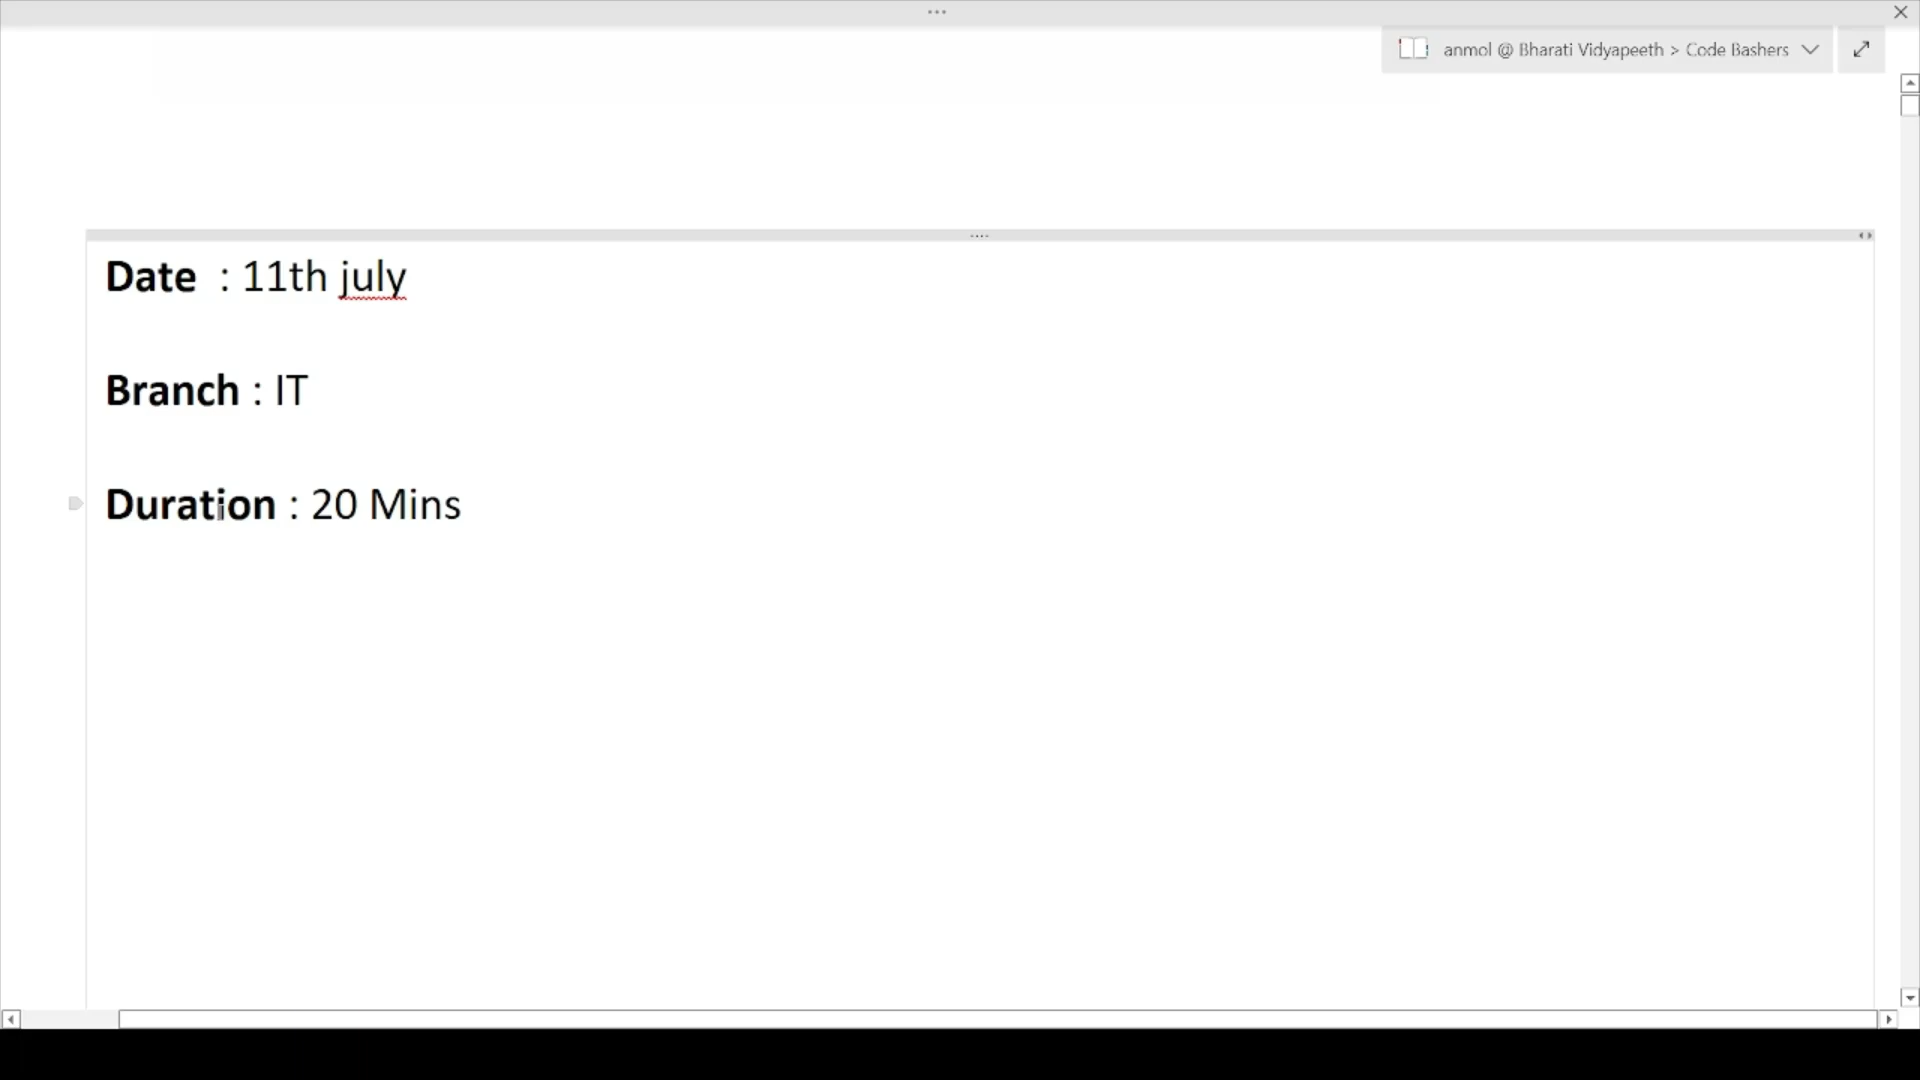 anmol @ Bharati Vidyapeeth > Code Bashers
Date : 11th july
Branch : IT
Duration : 20 Mins